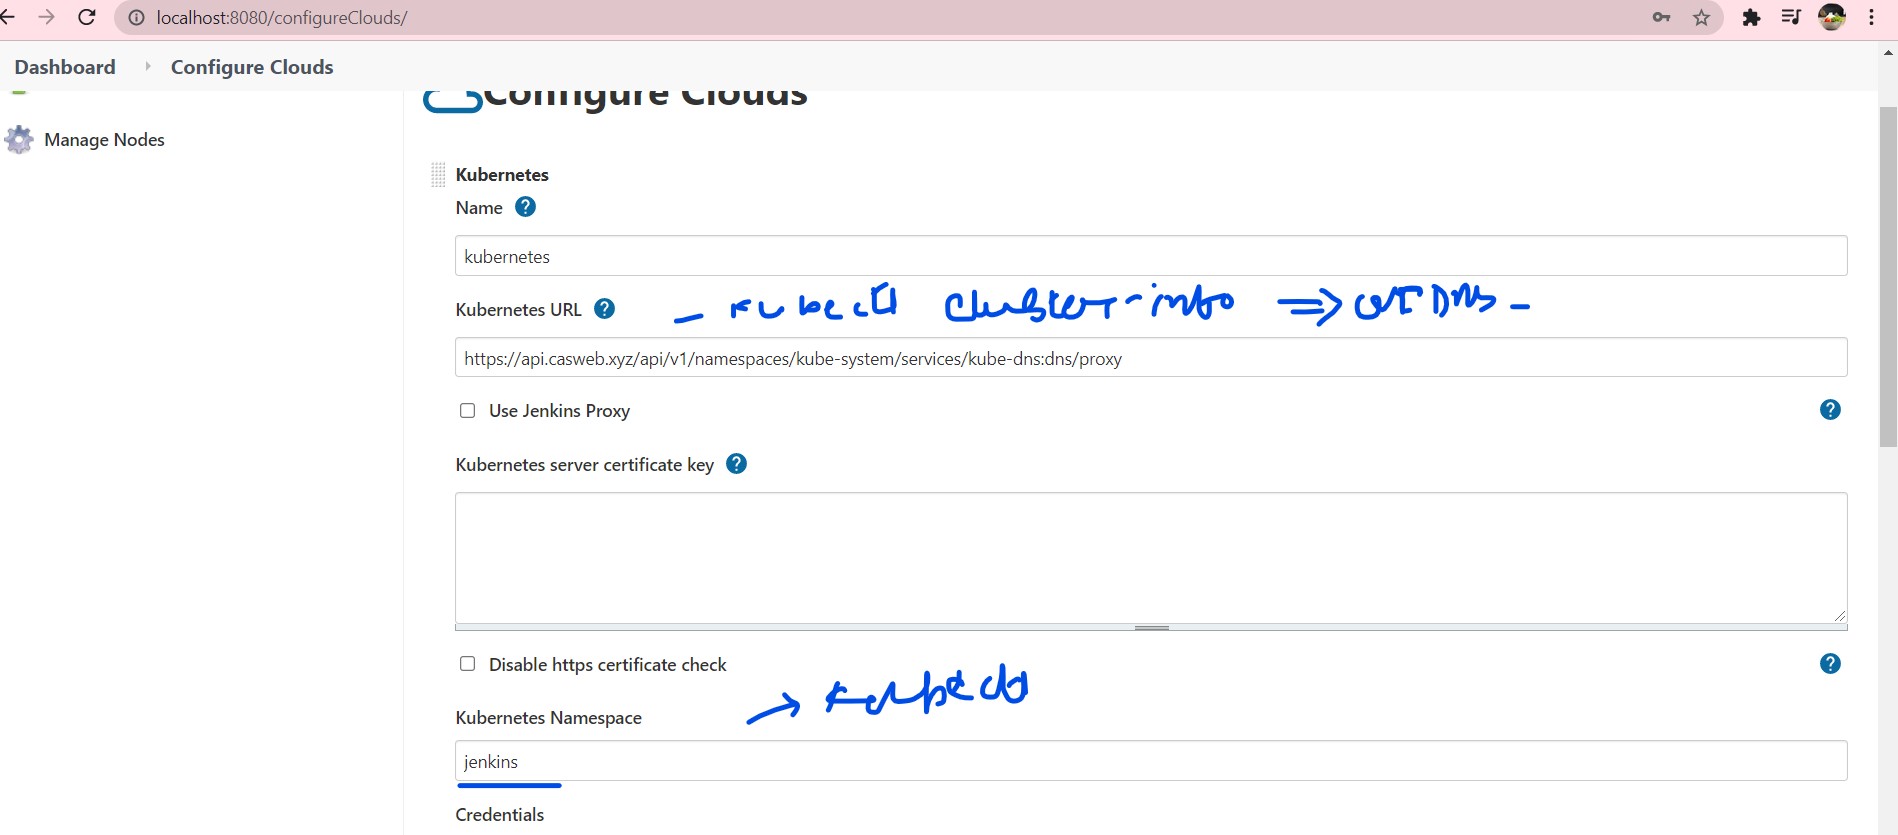 localhost:8080/configureClouds/
Dashboard Configure Clouds
Configure Clouds
Manage Nodes
Kubernetes
Name ?
kubernetes
Kubernetes URL ? - kubectl cluster-info => DNS -
https://api.casweb.xyz/api/v1/namespaces/kube-system/services/kube-dns:dns/proxy
Use Jenkins Proxy ?
Kubernetes server certificate key ?
Disable https certificate check ?
Kubernetes Namespace
jenkins
Credentials